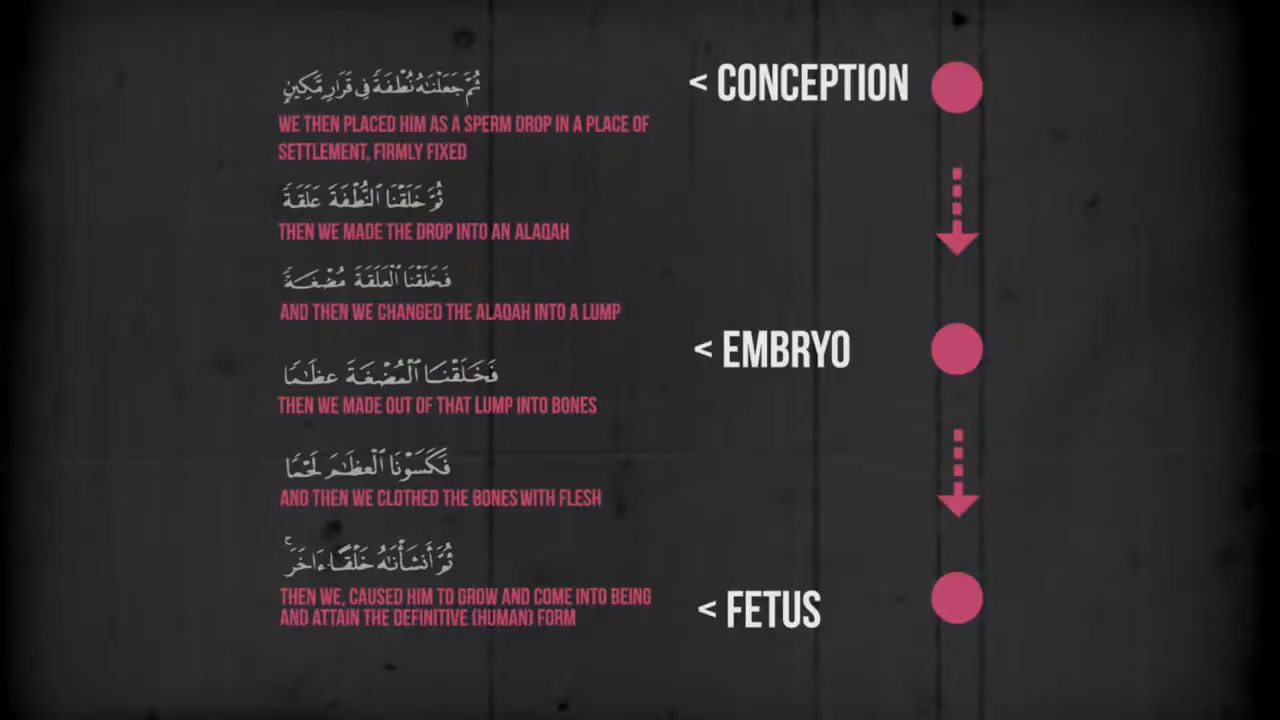 ثُمَّ جَعَلْنَٰهُ نُطْفَةً فِى قَرَارٍ مَّكِينٍ
< CONCEPTION
WE THEN PLACED HIM AS A SPERM DROP IN A PLACE OF
SETTLEMENT, FIRMLY FIXED
ثُمَّ خَلَقْنَا ٱلنُّطْفَةَ عَلَقَةً
THEN WE MADE THE DROP INTO AN ALAQAH
فَخَلَقْنَا ٱلْعَلَقَةَ مُضْغَةً
AND THEN WE CHANGED THE ALAQAH INTO A LUMP
< EMBRYO
فَخَلَقْنَا ٱلْمُضْغَةَ عِظَٰمًا
THEN WE MADE OUT OF THAT LUMP INTO BONES
فَكَسَوْنَا ٱلْعِظَٰمَ لَحْمًا
AND THEN WE CLOTHED THE BONES WITH FLESH
ثُمَّ أَنشَأْنَٰهُ خَلْقًا ءَاخَرَ ۚ
THEN WE, CAUSED HIM TO GROW AND COME INTO BEING
< FETUS
AND ATTAIN THE DEFINITIVE (HUMAN) FORM